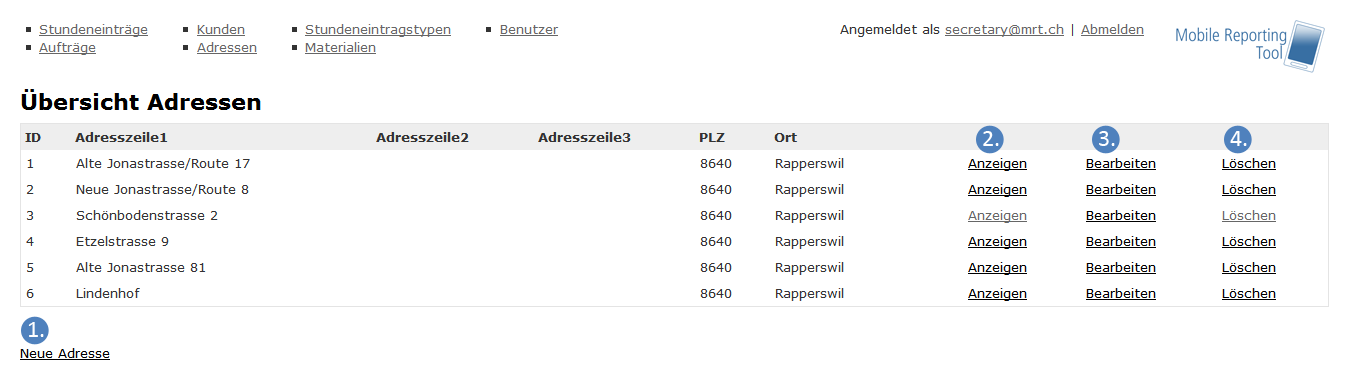 Stundeneinträge Kunden Stundeneintragstypen Benutzer Angemeldet als secretary@mrt.ch | Abmelden
Aufträge Adressen Materialien
Mobile Reporting
Tool
Übersicht Adressen
ID Adresszeile1 Adresszeile2 Adresszeile3 PLZ Ort 2. 3. 4.
1 Alte Jonastrasse/Route 17 8640 Rapperswil Anzeigen Bearbeiten Löschen
2 Neue Jonastrasse/Route 8 8640 Rapperswil Anzeigen Bearbeiten Löschen
3 Schönbodenstrasse 2 8640 Rapperswil Anzeigen Bearbeiten Löschen
4 Etzelstrasse 9 8640 Rapperswil Anzeigen Bearbeiten Löschen
5 Alte Jonastrasse 81 8640 Rapperswil Anzeigen Bearbeiten Löschen
6 Lindenhof 8640 Rapperswil Anzeigen Bearbeiten Löschen
1.
Neue Adresse